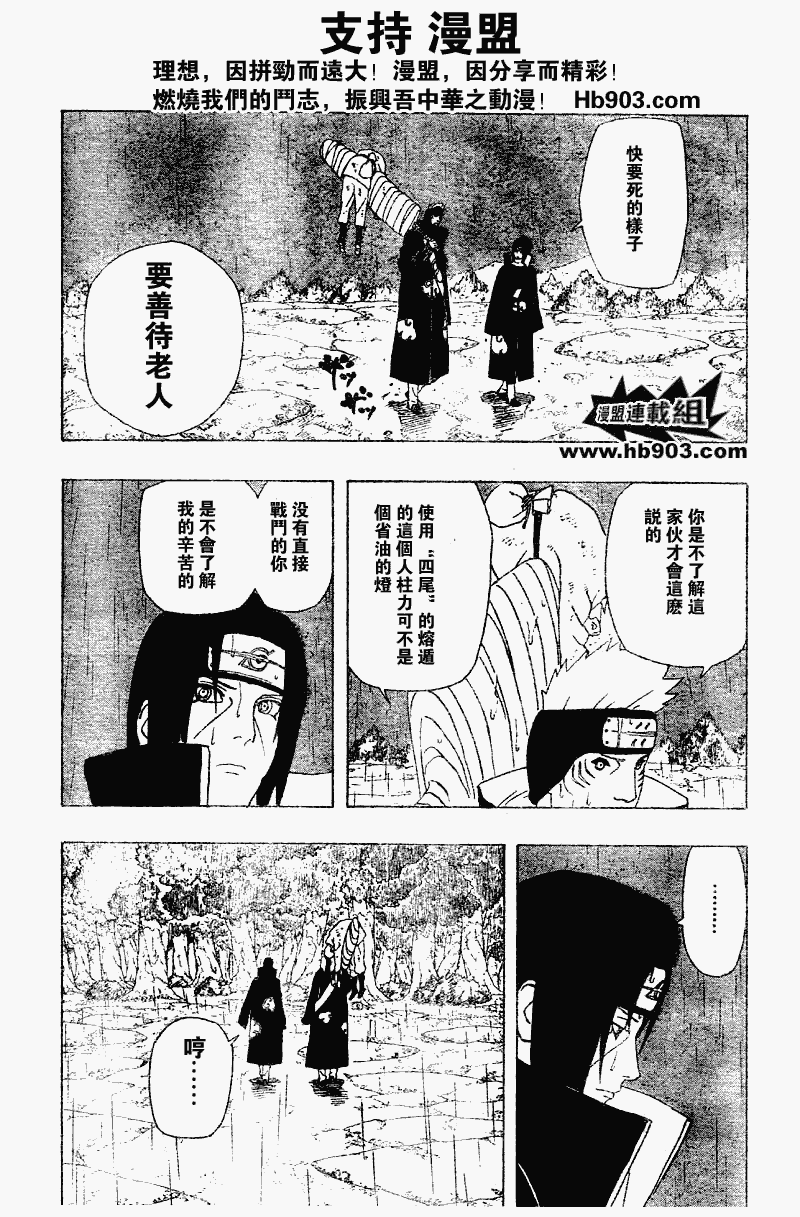 支持 漫盟
理想，因拼勁而遠大！漫盟，因分享而精彩！
燃燒我們的鬥志，振興吾中華之動漫！ Hb903.com
快要死的樣子
要善待老人
漫盟連載組
www.hb903.com
你是不了解這
家伙才會這麽
説的
使用“四尾”的熔遁
的這個人柱力可不是
個省油的燈
没有直接
戰鬥的你
是不會了解
我的辛苦的
………
哼……